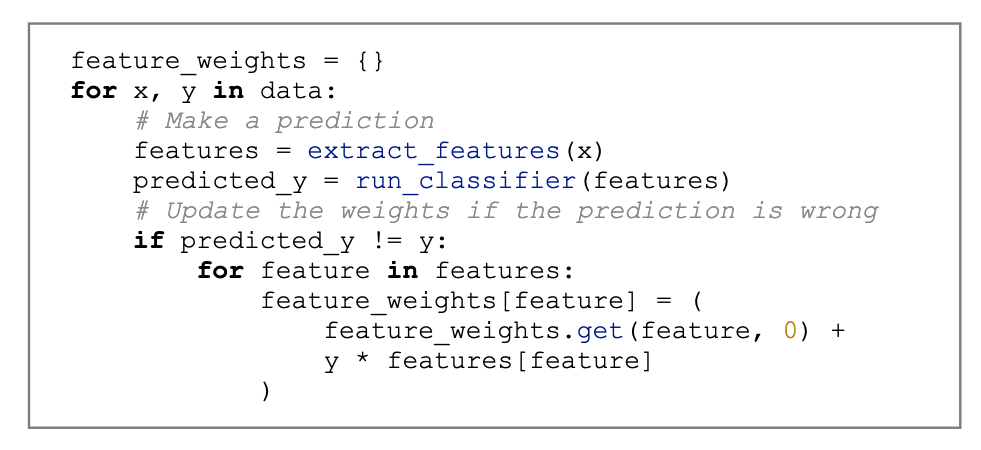 feature_weights = {}
for x, y in data:
    # Make a prediction
    features = extract_features(x)
    predicted_y = run_classifier(features)
    # Update the weights if the prediction is wrong
    if predicted_y != y:
        for feature in features:
            feature_weights[feature] = (
                feature_weights.get(feature, 0) +
                y * features[feature]
            )